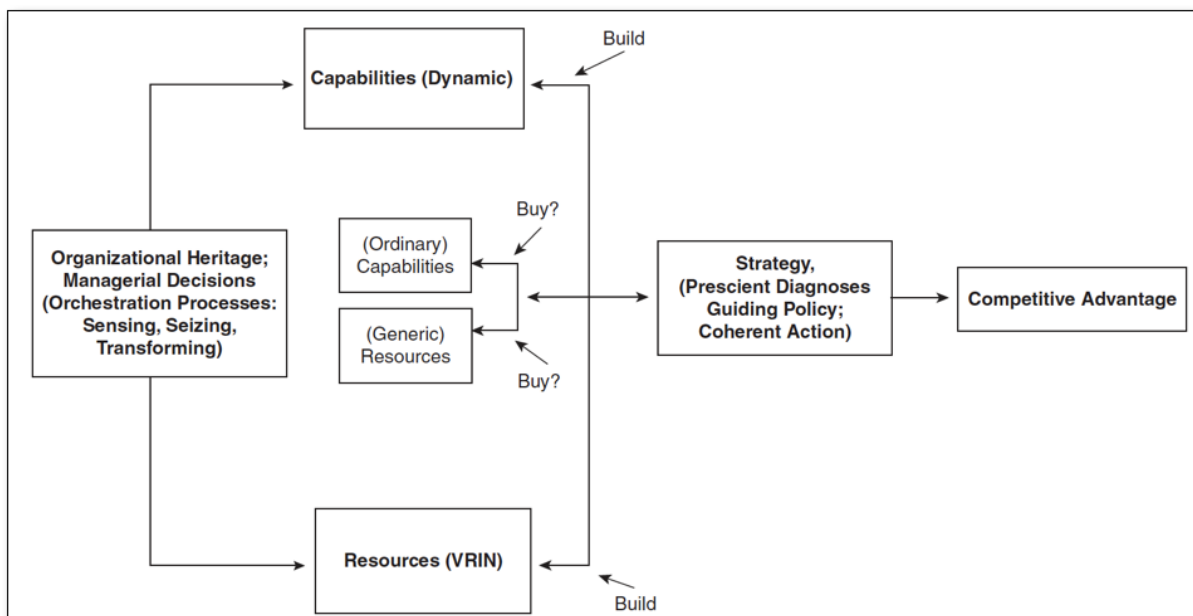 Build
Capabilities (Dynamic)
Buy?
(Ordinary)
Capabilities
Organizational Heritage;
Managerial Decisions
(Orchestration Processes:
Sensing, Seizing,
Transforming)
(Generic)
Resources
Buy?
Strategy,
(Prescient Diagnoses
Guiding Policy;
Coherent Action)
Competitive Advantage
Resources (VRIN)
Build